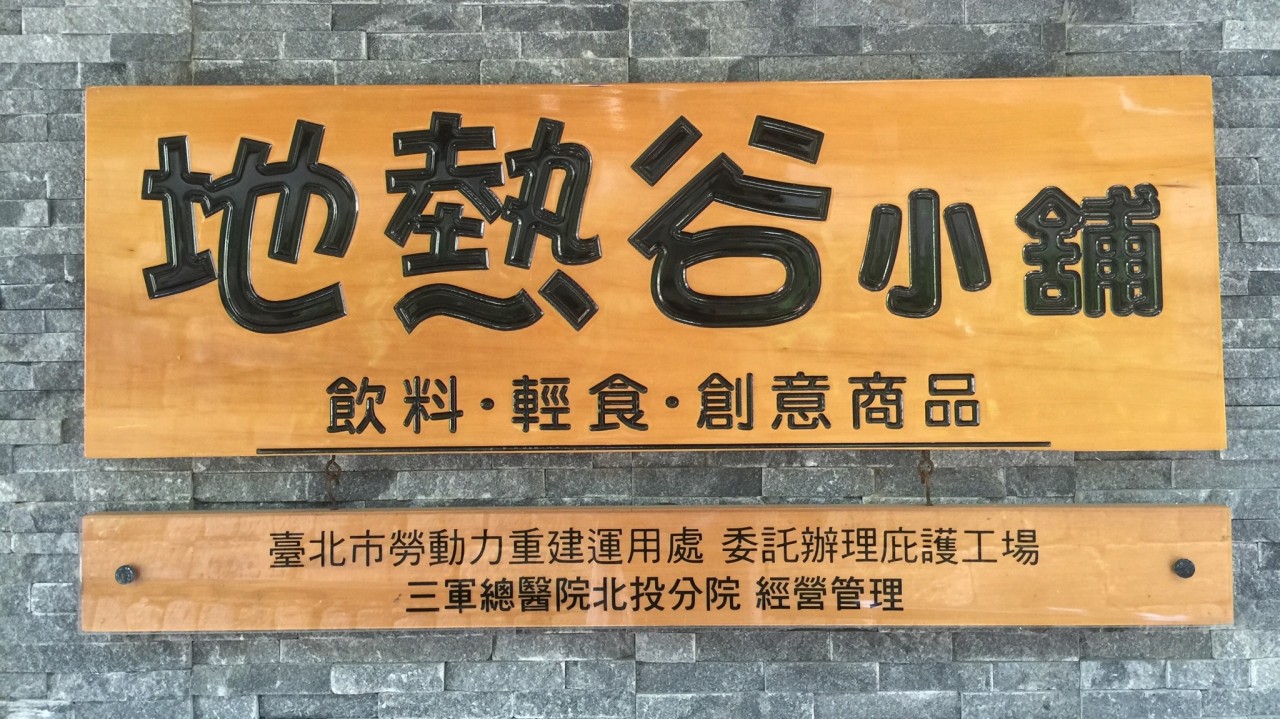 地熱谷小舖
飲料·輕食·創意商品
臺北市勞動力重建運用處 委託辦理庇護工場
三軍總醫院北投分院 經營管理